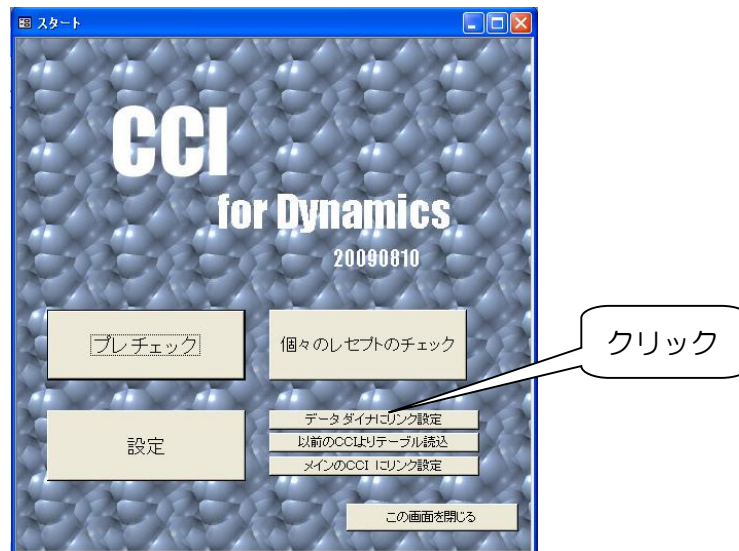 スタート
CCI
for Dynamics
20090810
プレチェック
個々のレセプトのチェック
クリック
設定
データダイナにリンク設定
以前のCCIよりテーブル読込
メインのCCI にリンク設定
この画面を閉じる